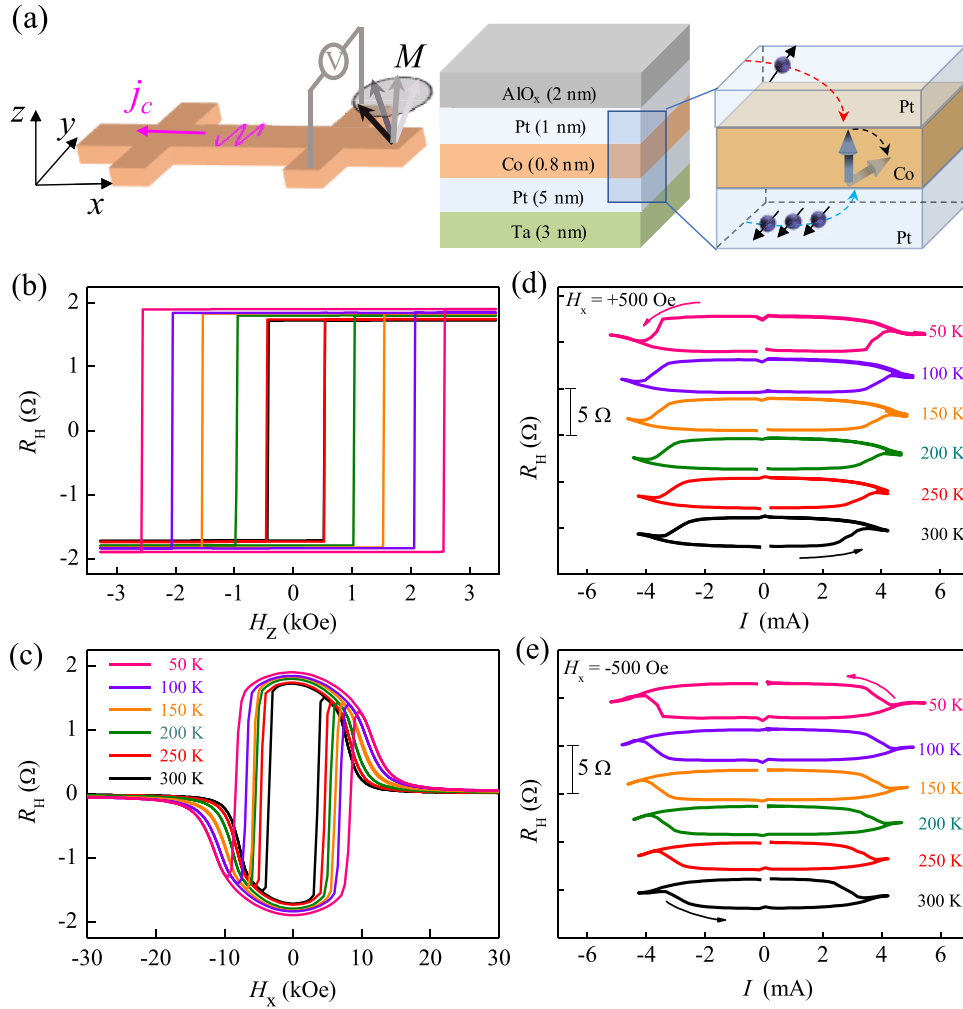 (a)
z
y
x
j_c
V
M
AlOₓ (2 nm)
Pt (1 nm)
Co (0.8 nm)
Pt (5 nm)
Ta (3 nm)
Pt
Co
Pt
(b)
R_H (Ω)
2
1
0
-1
-2
-3 -2 -1 0 1 2 3
H_Z (kOe)
(c)
R_H (Ω)
2
1
0
-1
-2
50 K
100 K
150 K
200 K
250 K
300 K
-30 -20 -10 0 10 20 30
H_x (kOe)
(d)
H_x = +500 Oe
R_H (Ω)
5 Ω
50 K
100 K
150 K
200 K
250 K
300 K
-6 -4 -2 0 2 4 6
I (mA)
(e)
H_x = -500 Oe
R_H (Ω)
5 Ω
50 K
100 K
150 K
200 K
250 K
300 K
-6 -4 -2 0 2 4 6
I (mA)